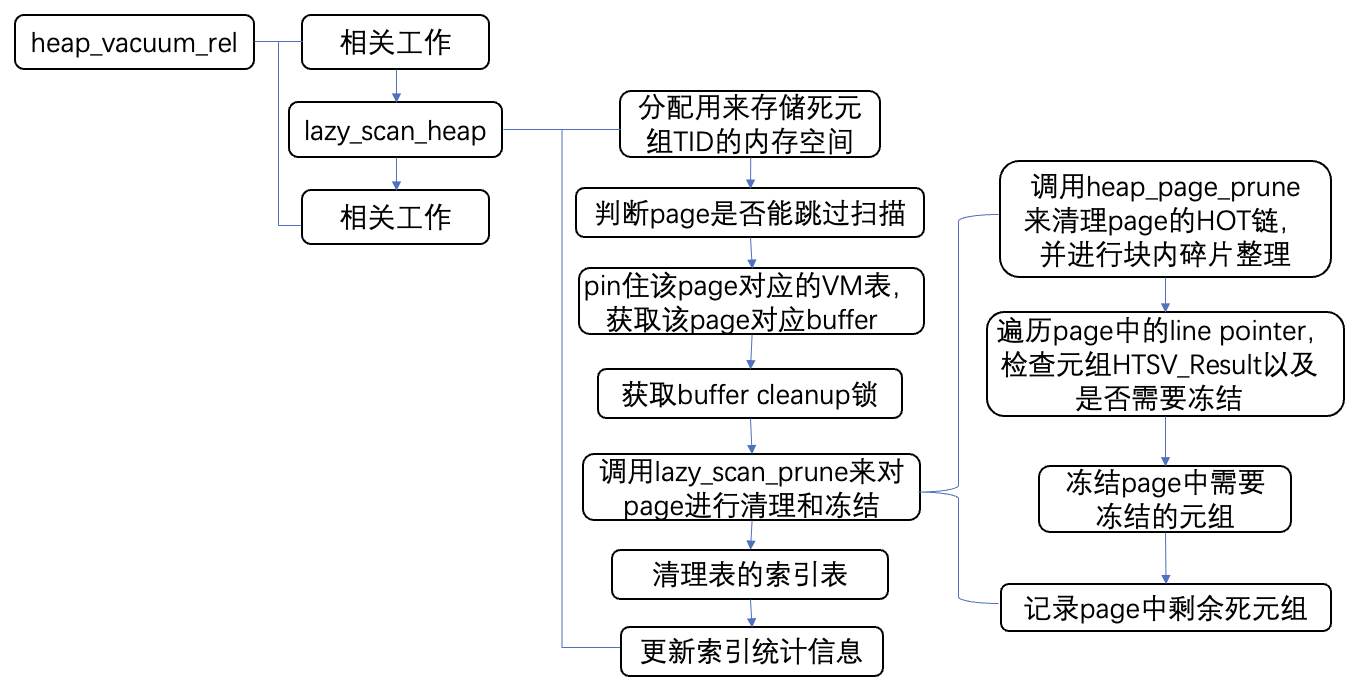 heap_vacuum_rel
相关工作
lazy_scan_heap
相关工作
分配用来存储死元
组TID的内存空间
判断page是否能跳过扫描
pin住该page对应的VM表,
获取该page对应buffer
获取buffer cleanup锁
调用lazy_scan_prune来对
page进行清理和冻结
清理表的索引表
更新索引统计信息
调用heap_page_prune
来清理page的HOT链,
并进行块内碎片整理
遍历page中的line pointer,
检查元组HTSV_Result以及
是否需要冻结
冻结page中需要
冻结的元组
记录page中剩余死元组